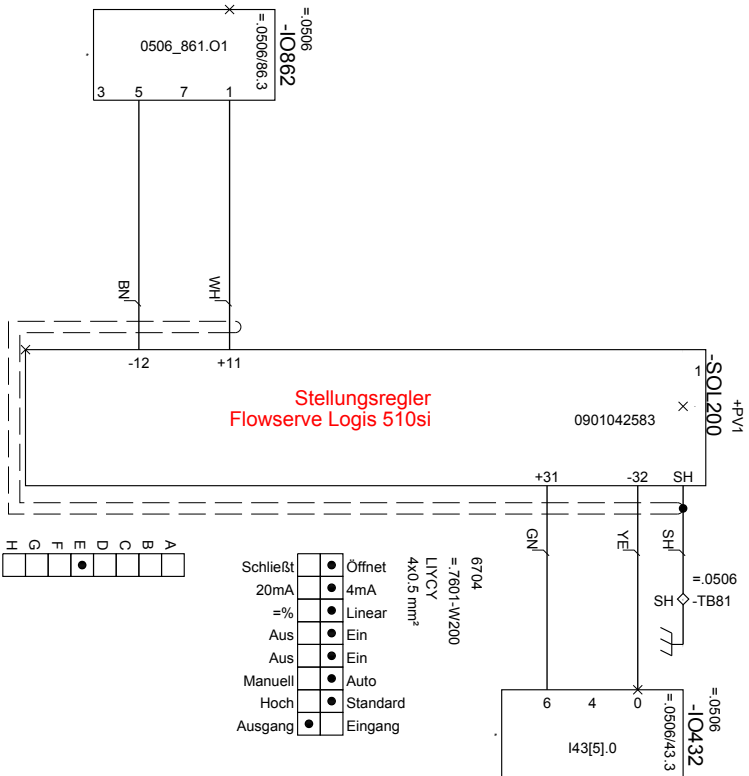 =.0506
-IO862
=.0506/86.3
0506_861.O1
3 5 7 1
BN
WH
-12 +11
+PV1
-SOL200
1
Stellungsregler
Flowserve Logis 510si
0901042583
+31 -32 SH
GN
YE
SH
=.0506
SH -TB81
H G F E D C B A
6704
=.7601-W200
LIYCY
4x0.5 mm²
Schließt Öffnet
20mA 4mA
=% Linear
Aus Ein
Aus Ein
Manuell Auto
Hoch Standard
Ausgang Eingang
6 4 0
=.0506
-IO432
=.0506/43.3
I43[5].0